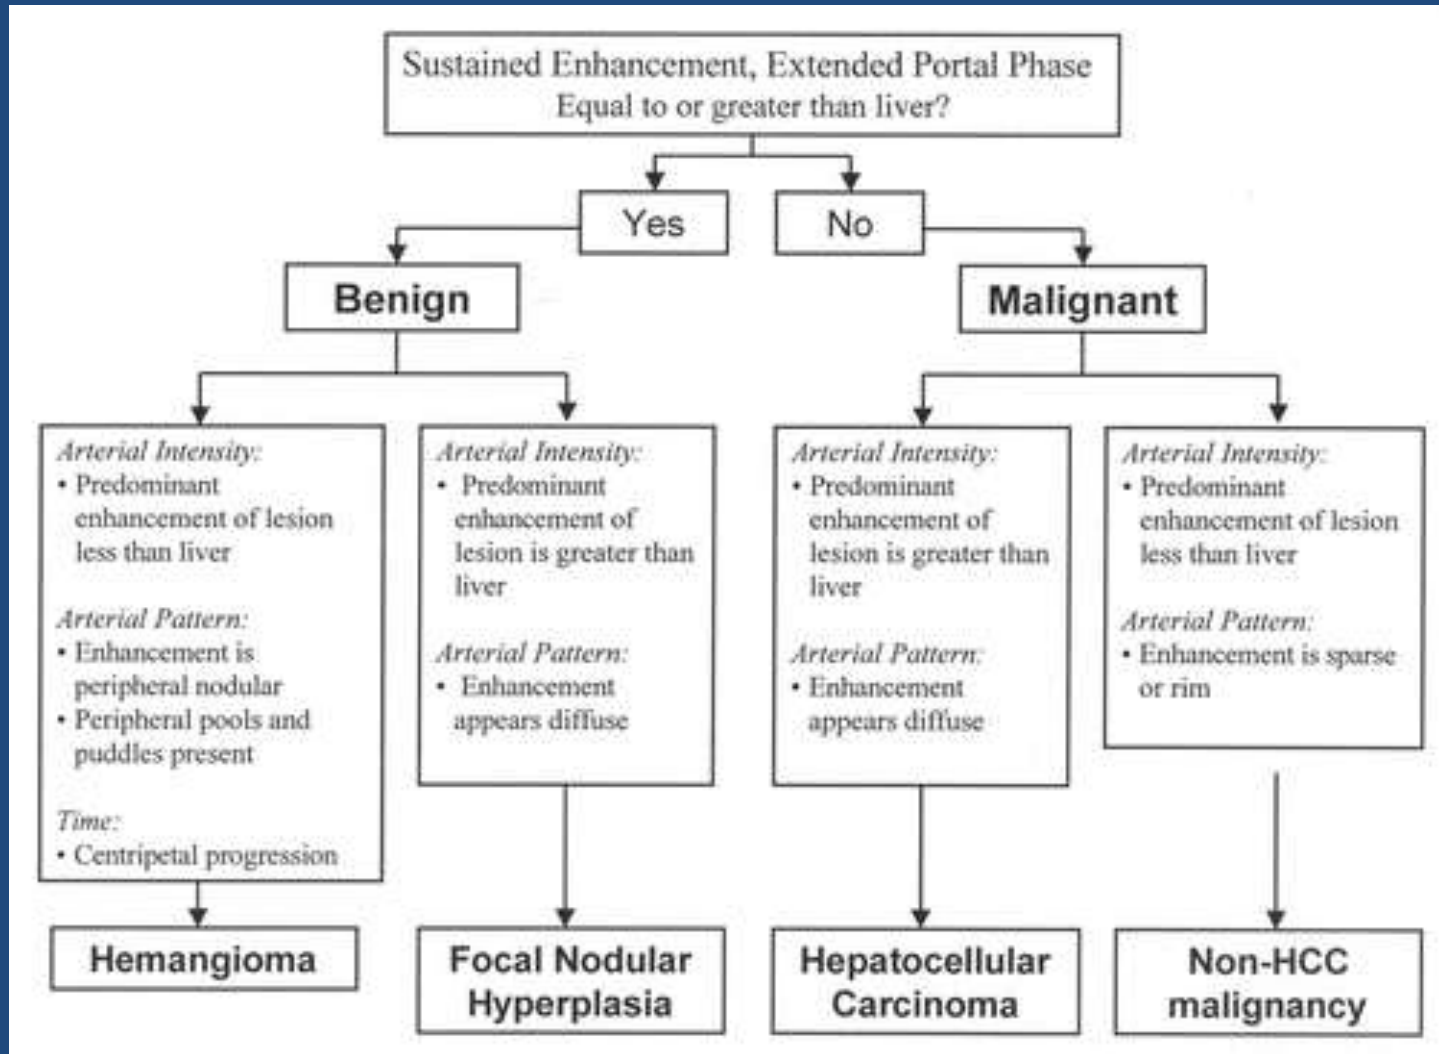 Sustained Enhancement, Extended Portal Phase
Equal to or greater than liver?
Yes
No
Benign
Malignant
Arterial Intensity:
• Predominant
enhancement of lesion
less than liver
Arterial Pattern:
• Enhancement is
peripheral nodular
• Peripheral pools and
puddles present
Time:
• Centripetal progression
Hemangioma
Arterial Intensity:
• Predominant
enhancement of
lesion is greater than
liver
Arterial Pattern:
• Enhancement
appears diffuse
Focal Nodular
Hyperplasia
Arterial Intensity:
• Predominant
enhancement of
lesion is greater than
liver
Arterial Pattern:
• Enhancement
appears diffuse
Hepatocellular
Carcinoma
Arterial Intensity:
• Predominant
enhancement of lesion
less than liver
Arterial Pattern:
• Enhancement is sparse
or rim
Non-HCC
malignancy